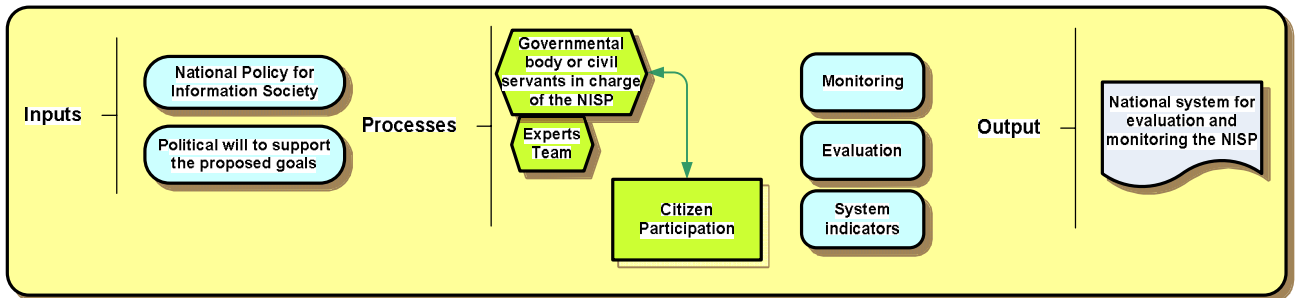 Inputs
National Policy for
Information Society
Political will to support
the proposed goals
Processes
Governmental
body or civil
servants in charge
of the NISP
Experts
Team
Citizen
Participation
Monitoring
Evaluation
System
indicators
Output
National system for
evaluation and
monitoring the NISP